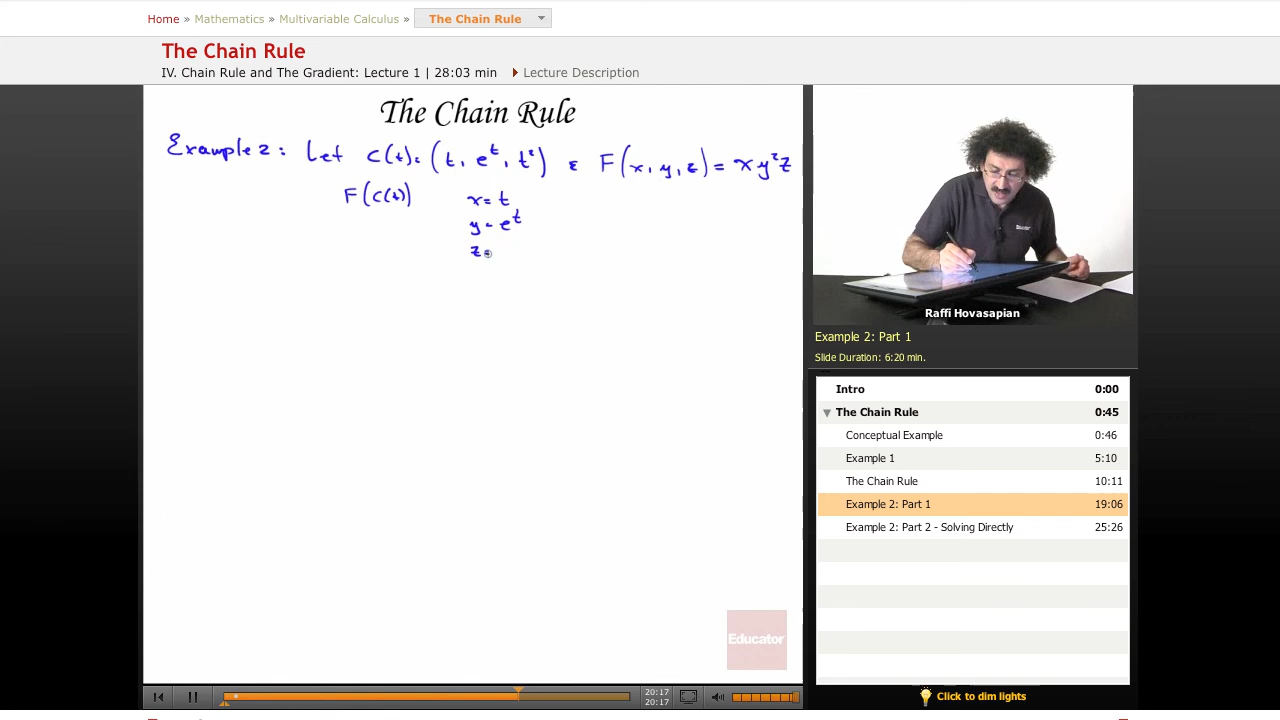 Home » Mathematics » Multivariable Calculus » The Chain Rule
The Chain Rule
IV. Chain Rule and The Gradient: Lecture 1 | 28:03 min Lecture Description
The Chain Rule
Example 2: Let C(t) = (t, e^t, t²) & F(x, y, z) = xy²z
F(C(t)) x = t
y = e^t
z =
Educator
Raffi Hovasapian
Example 2: Part 1
Slide Duration: 6:20 min.
Intro 0:00
The Chain Rule 0:45
Conceptual Example 0:46
Example 1 5:10
The Chain Rule 10:11
Example 2: Part 1 19:06
Example 2: Part 2 - Solving Directly 25:26
20:17
20:17
Click to dim lights